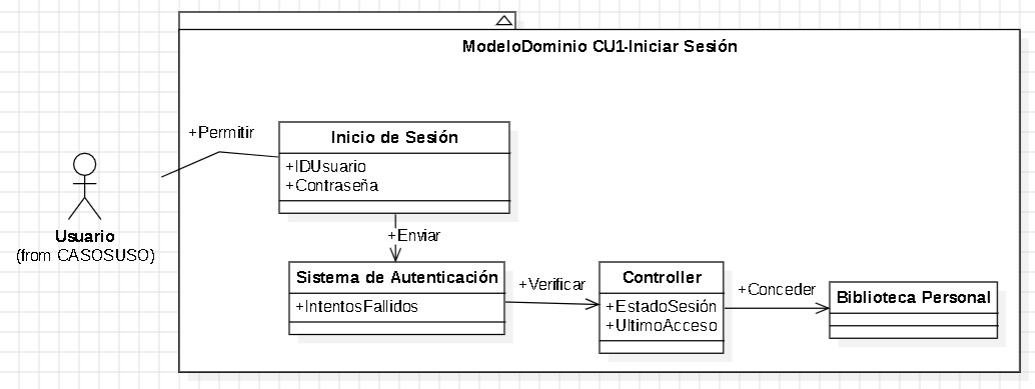 ModeloDominio CU1-Iniciar Sesión
+Permitir
Inicio de Sesión
+IDUsuario
+Contraseña
Usuario
(from CASOSUSO)
+Enviar
Sistema de Autenticación
+IntentosFallidos
+Verificar
Controller
+EstadoSesión
+UltimoAcceso
+Conceder
Biblioteca Personal